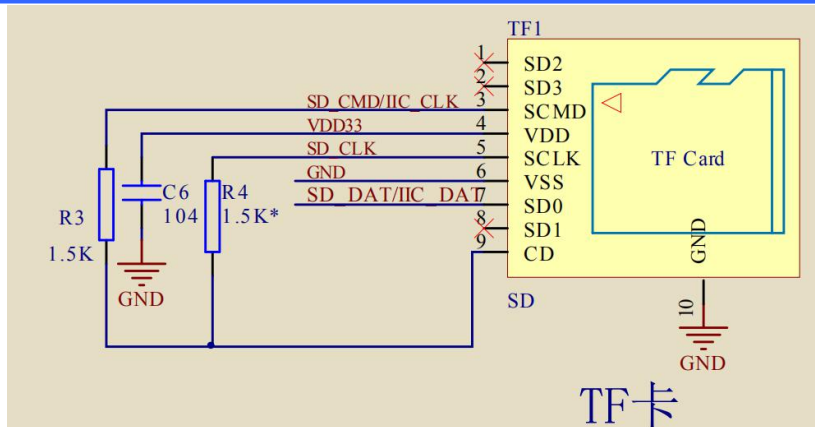 TF1
1 SD2
2 SD3
SD_CMD/IIC_CLK 3 SCMD
VDD33 4 VDD
SD_CLK 5 SCLK
GND 6 VSS
SD_DAT/IIC_DAT 7 SD0
8 SD1
9 CD
TF Card
R3
1.5K
C6
104
R4
1.5K*
GND
GND
10
SD
GND
TF卡